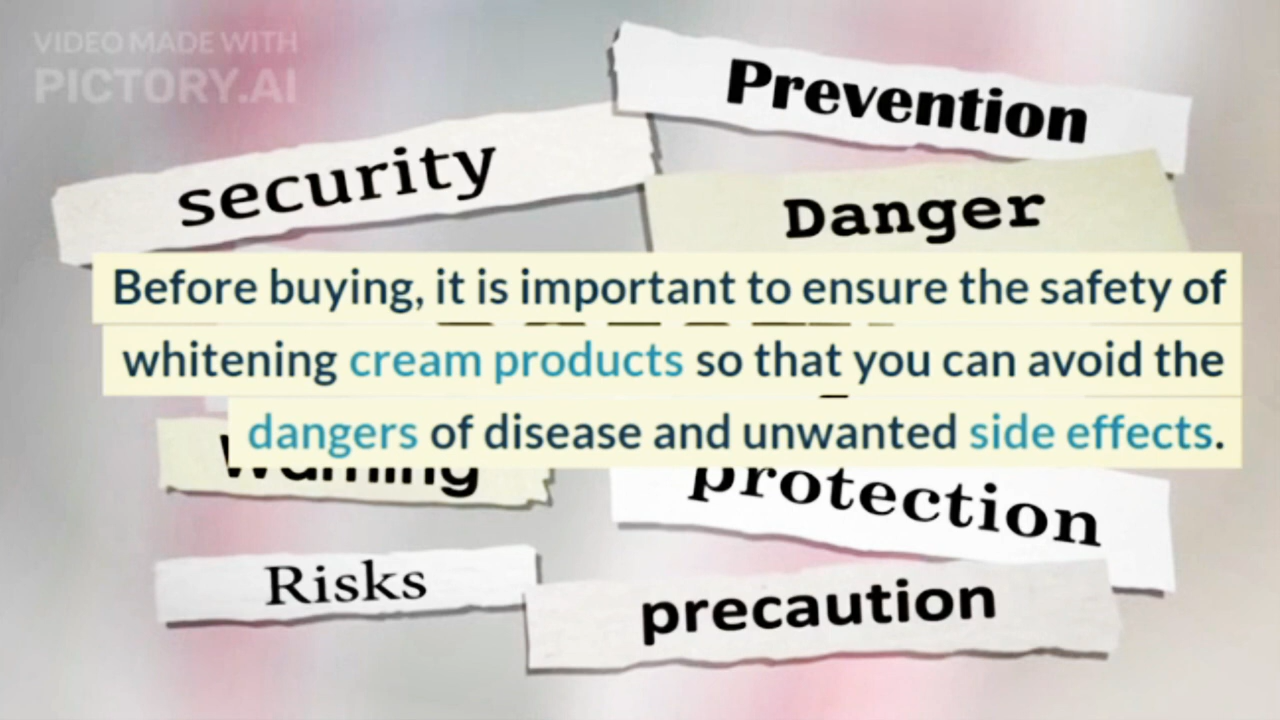 VIDEO MADE WITH
PICTORY.AI
Prevention
security
Danger
Before buying, it is important to ensure the safety of
whitening cream products so that you can avoid the
dangers of disease and unwanted side effects.
warning
protection
Risks
precaution